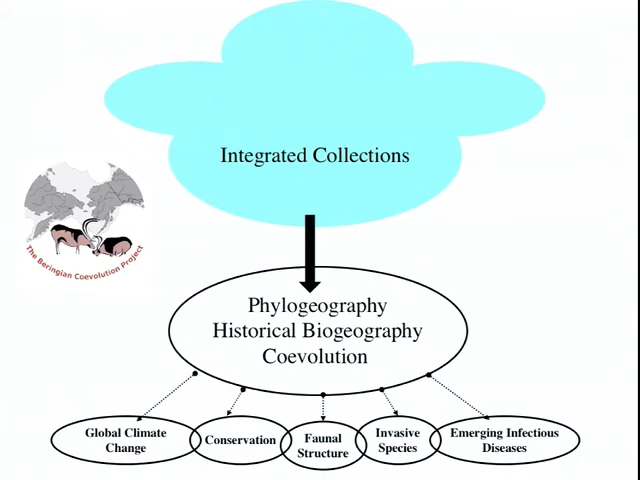 Integrated Collections
The Beringian Coevolution Project
Phylogeography
Historical Biogeography
Coevolution
Global Climate
Change
Conservation
Faunal
Structure
Invasive
Species
Emerging Infectious
Diseases